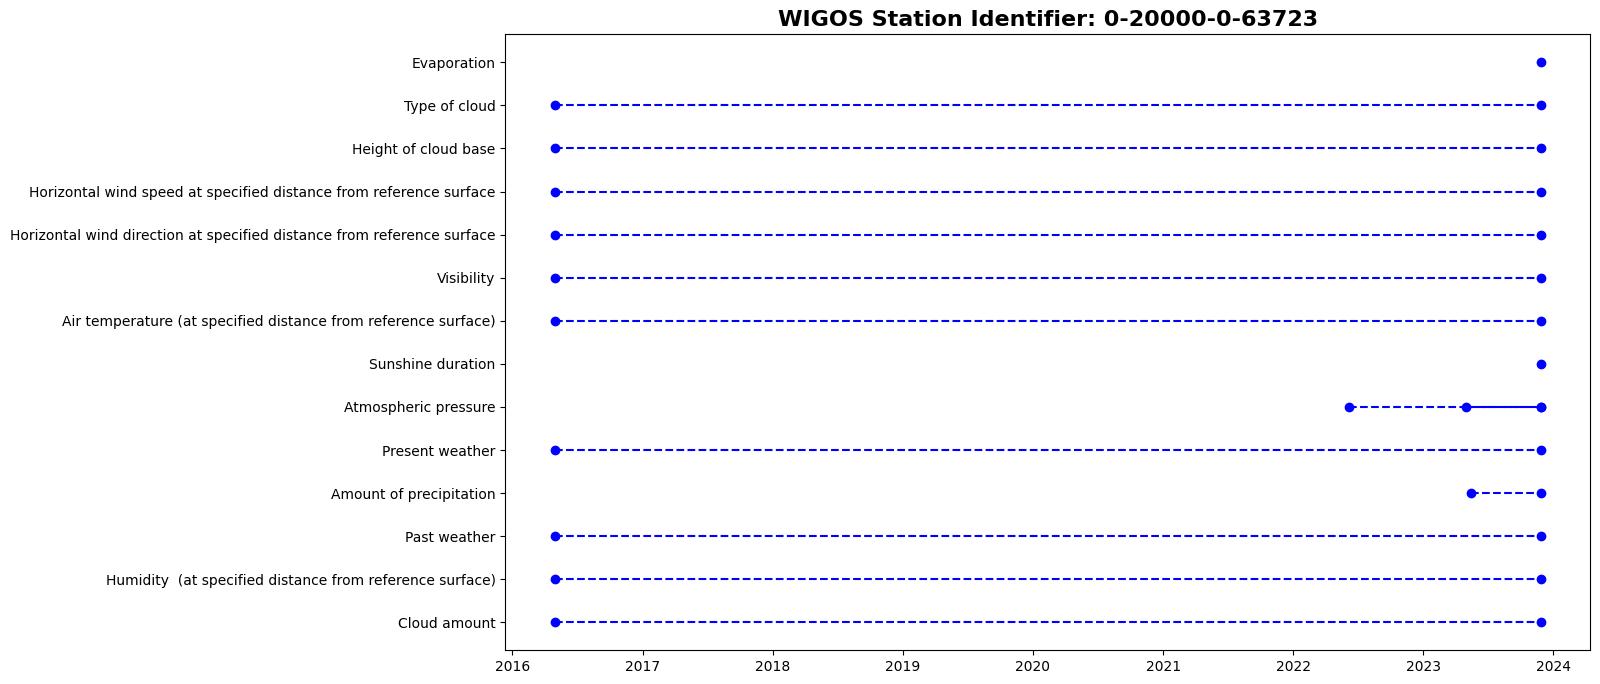 WIGOS Station Identifier: 0-20000-0-63723
Evaporation
Type of cloud
Height of cloud base
Horizontal wind speed at specified distance from reference surface
Horizontal wind direction at specified distance from reference surface
Visibility
Air temperature (at specified distance from reference surface)
Sunshine duration
Atmospheric pressure
Present weather
Amount of precipitation
Past weather
Humidity  (at specified distance from reference surface)
Cloud amount
2016 2017 2018 2019 2020 2021 2022 2023 2024